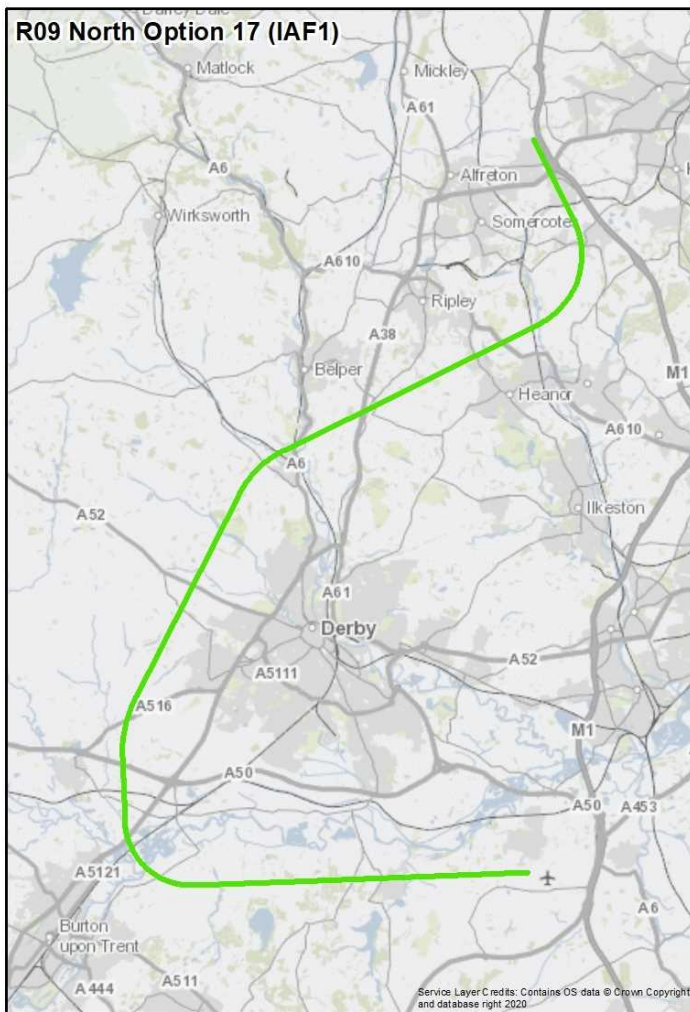 R09 North Option 17 (IAF1)
Matlock
Mickley
A61
A6
Alfreton
Wirksworth
Somercote
A610
Ripley
A38
M1
Belper
Heanor
A610
A6
A52
Ilkeston
A61
Derby
A52
A5111
A516
M1
A50
A50
A453
A5121
A6
Burton
upon Trent
A444
A511
Service Layer Credits: Contains OS data © Crown Copyright
and database right 2020